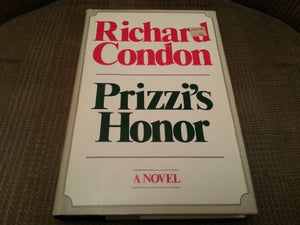 Richard
Condon
Prizzi's
Honor
A NOVEL